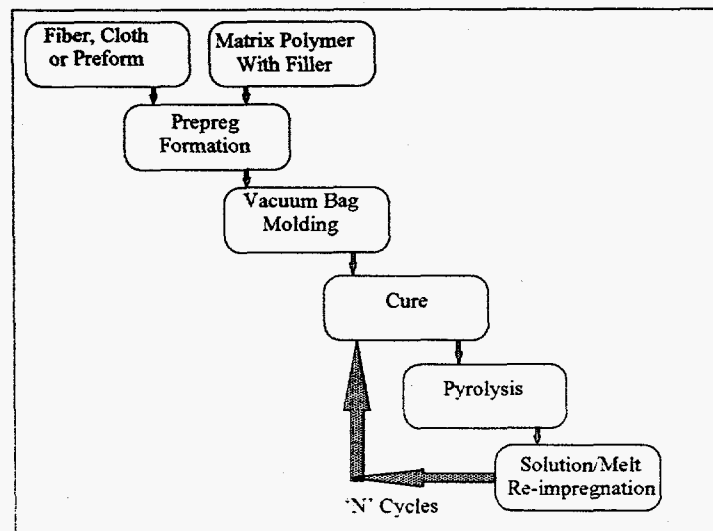 Fiber, Cloth
or Preform
Matrix Polymer
With Filler
Prepreg
Formation
Vacuum Bag
Molding
Cure
Pyrolysis
Solution/Melt
Re-impregnation
'N' Cycles